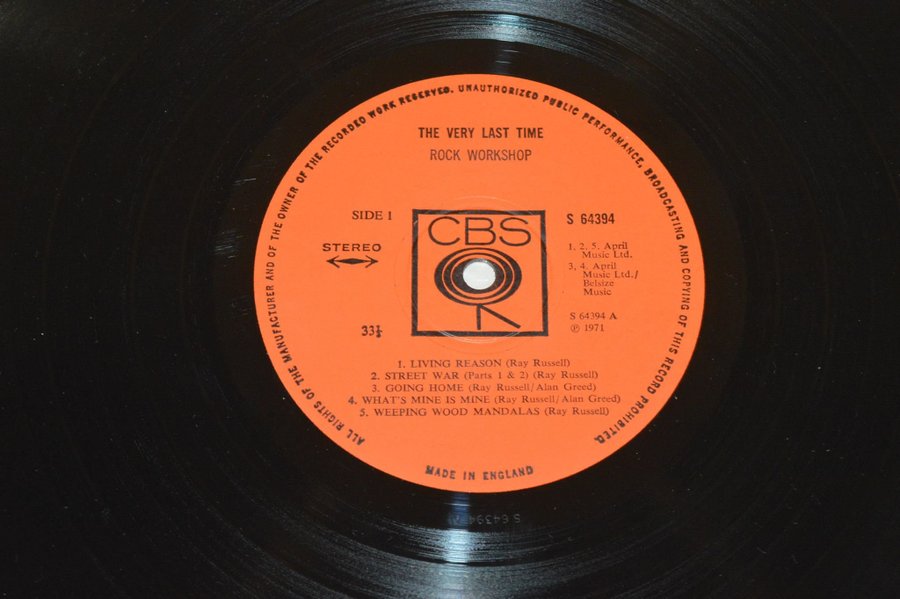 ALL RIGHTS OF THE MANUFACTURER AND OF THE OWNER OF THE RECORDED WORK RESERVED. UNAUTHORIZED PUBLIC PERFORMANCE, BROADCASTING AND COPYING OF THIS RECORD PROHIBITED.
THE VERY LAST TIME
ROCK WORKSHOP
SIDE 1
STEREO
33⅓
CBS
S 64394
1, 2, 5. April
Music Ltd.
3, 4. April
Music Ltd./
Belsize
Music
S 64394 A
℗ 1971
1. LIVING REASON (Ray Russell)
2. STREET WAR (Parts 1 & 2) (Ray Russell)
3. GOING HOME (Ray Russell/Alan Greed)
4. WHAT'S MINE IS MINE (Ray Russell/Alan Greed)
5. WEEPING WOOD MANDALAS (Ray Russell)
MADE IN ENGLAND